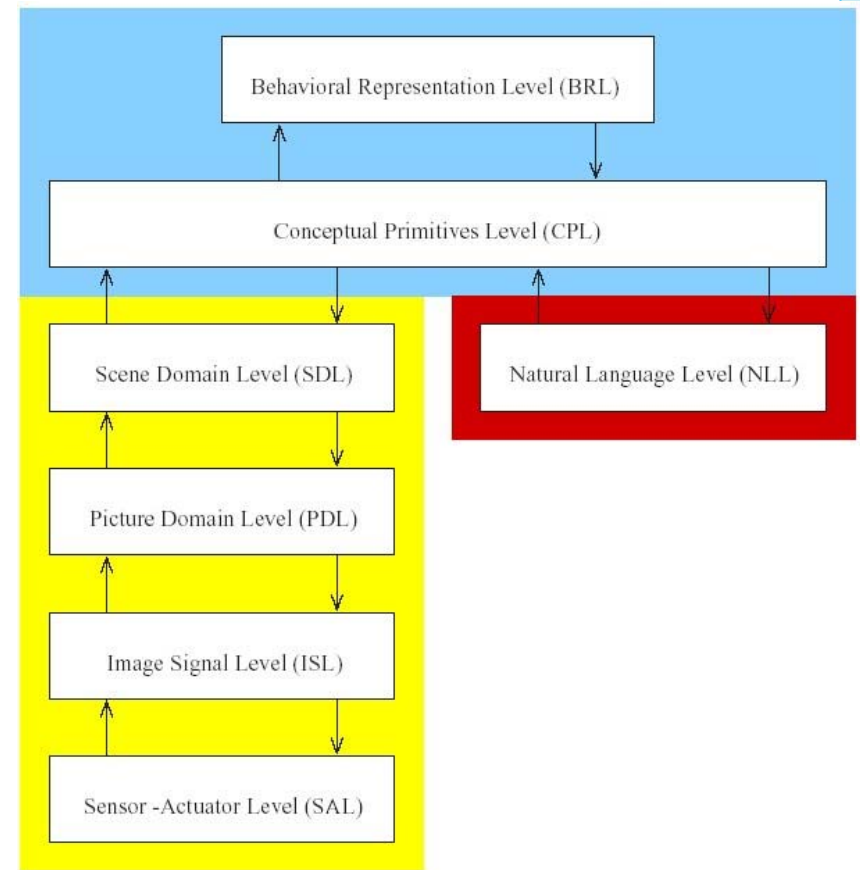 Behavioral Representation Level (BRL)
Conceptual Primitives Level (CPL)
Scene Domain Level (SDL)
Natural Language Level (NLL)
Picture Domain Level (PDL)
Image Signal Level (ISL)
Sensor -Actuator Level (SAL)